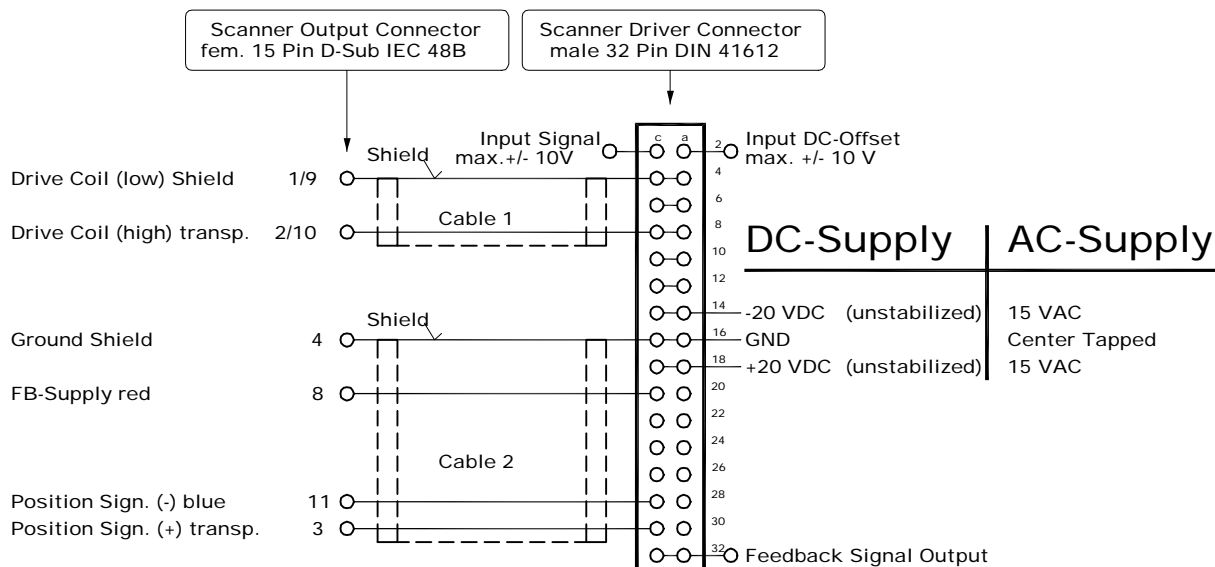 Scanner Output Connector
fem. 15 Pin D-Sub IEC 48B
Scanner Driver Connector
male 32 Pin DIN 41612
c a
Input Signal
max.+/- 10V
2
Input DC-Offset
max. +/- 10 V
Shield
Drive Coil (low) Shield 1/9
4
6
Cable 1
Drive Coil (high) transp. 2/10
8
10
12
DC-Supply AC-Supply
14
-20 VDC (unstabilized) 15 VAC
Shield
Ground Shield 4
16
GND Center Tapped
18
+20 VDC (unstabilized) 15 VAC
FB-Supply red 8
20
22
24
Cable 2
26
Position Sign. (-) blue 11
28
Position Sign. (+) transp. 3
30
32
Feedback Signal Output